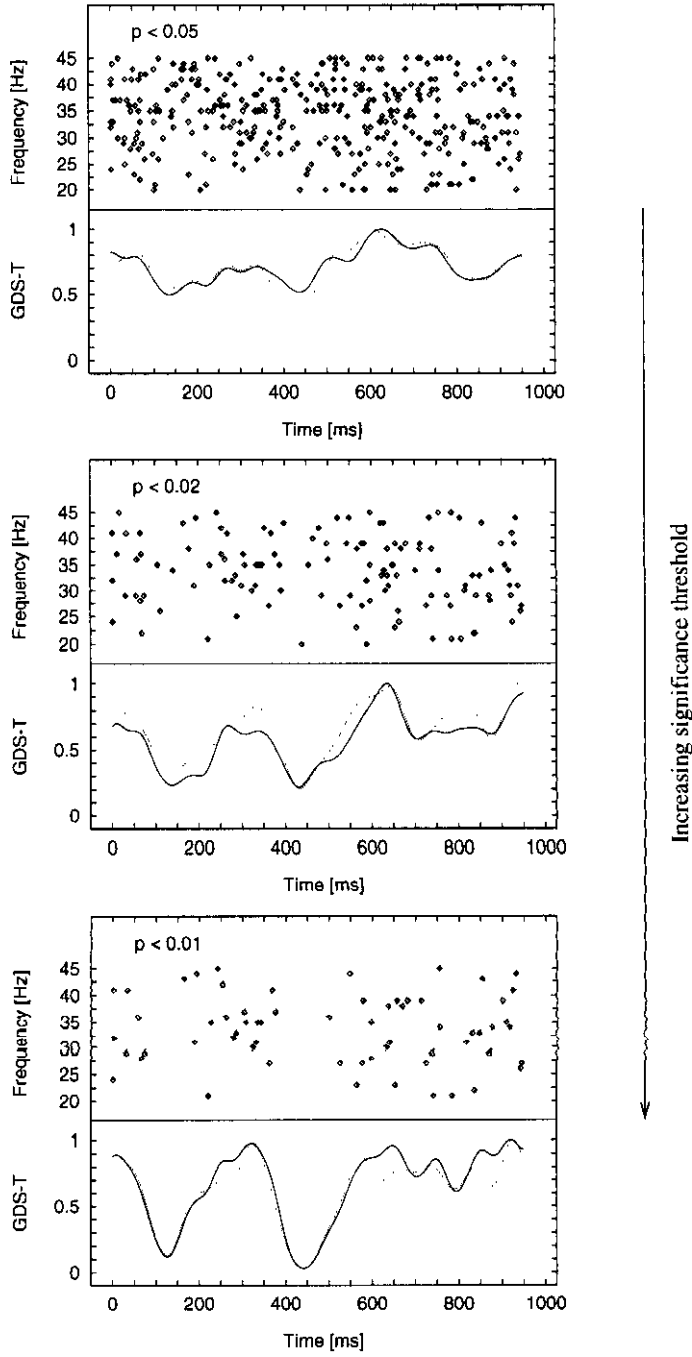 p < 0.05
Frequency [Hz]
45
40
35
30
25
20
GDS-T
1
0.5
0
0 200 400 600 800 1000
Time [ms]
p < 0.02
Frequency [Hz]
45
40
35
30
25
20
GDS-T
1
0.5
0
0 200 400 600 800 1000
Time [ms]
p < 0.01
Frequency [Hz]
45
40
35
30
25
20
GDS-T
1
0.5
0
0 200 400 600 800 1000
Time [ms]
Increasing significance threshold